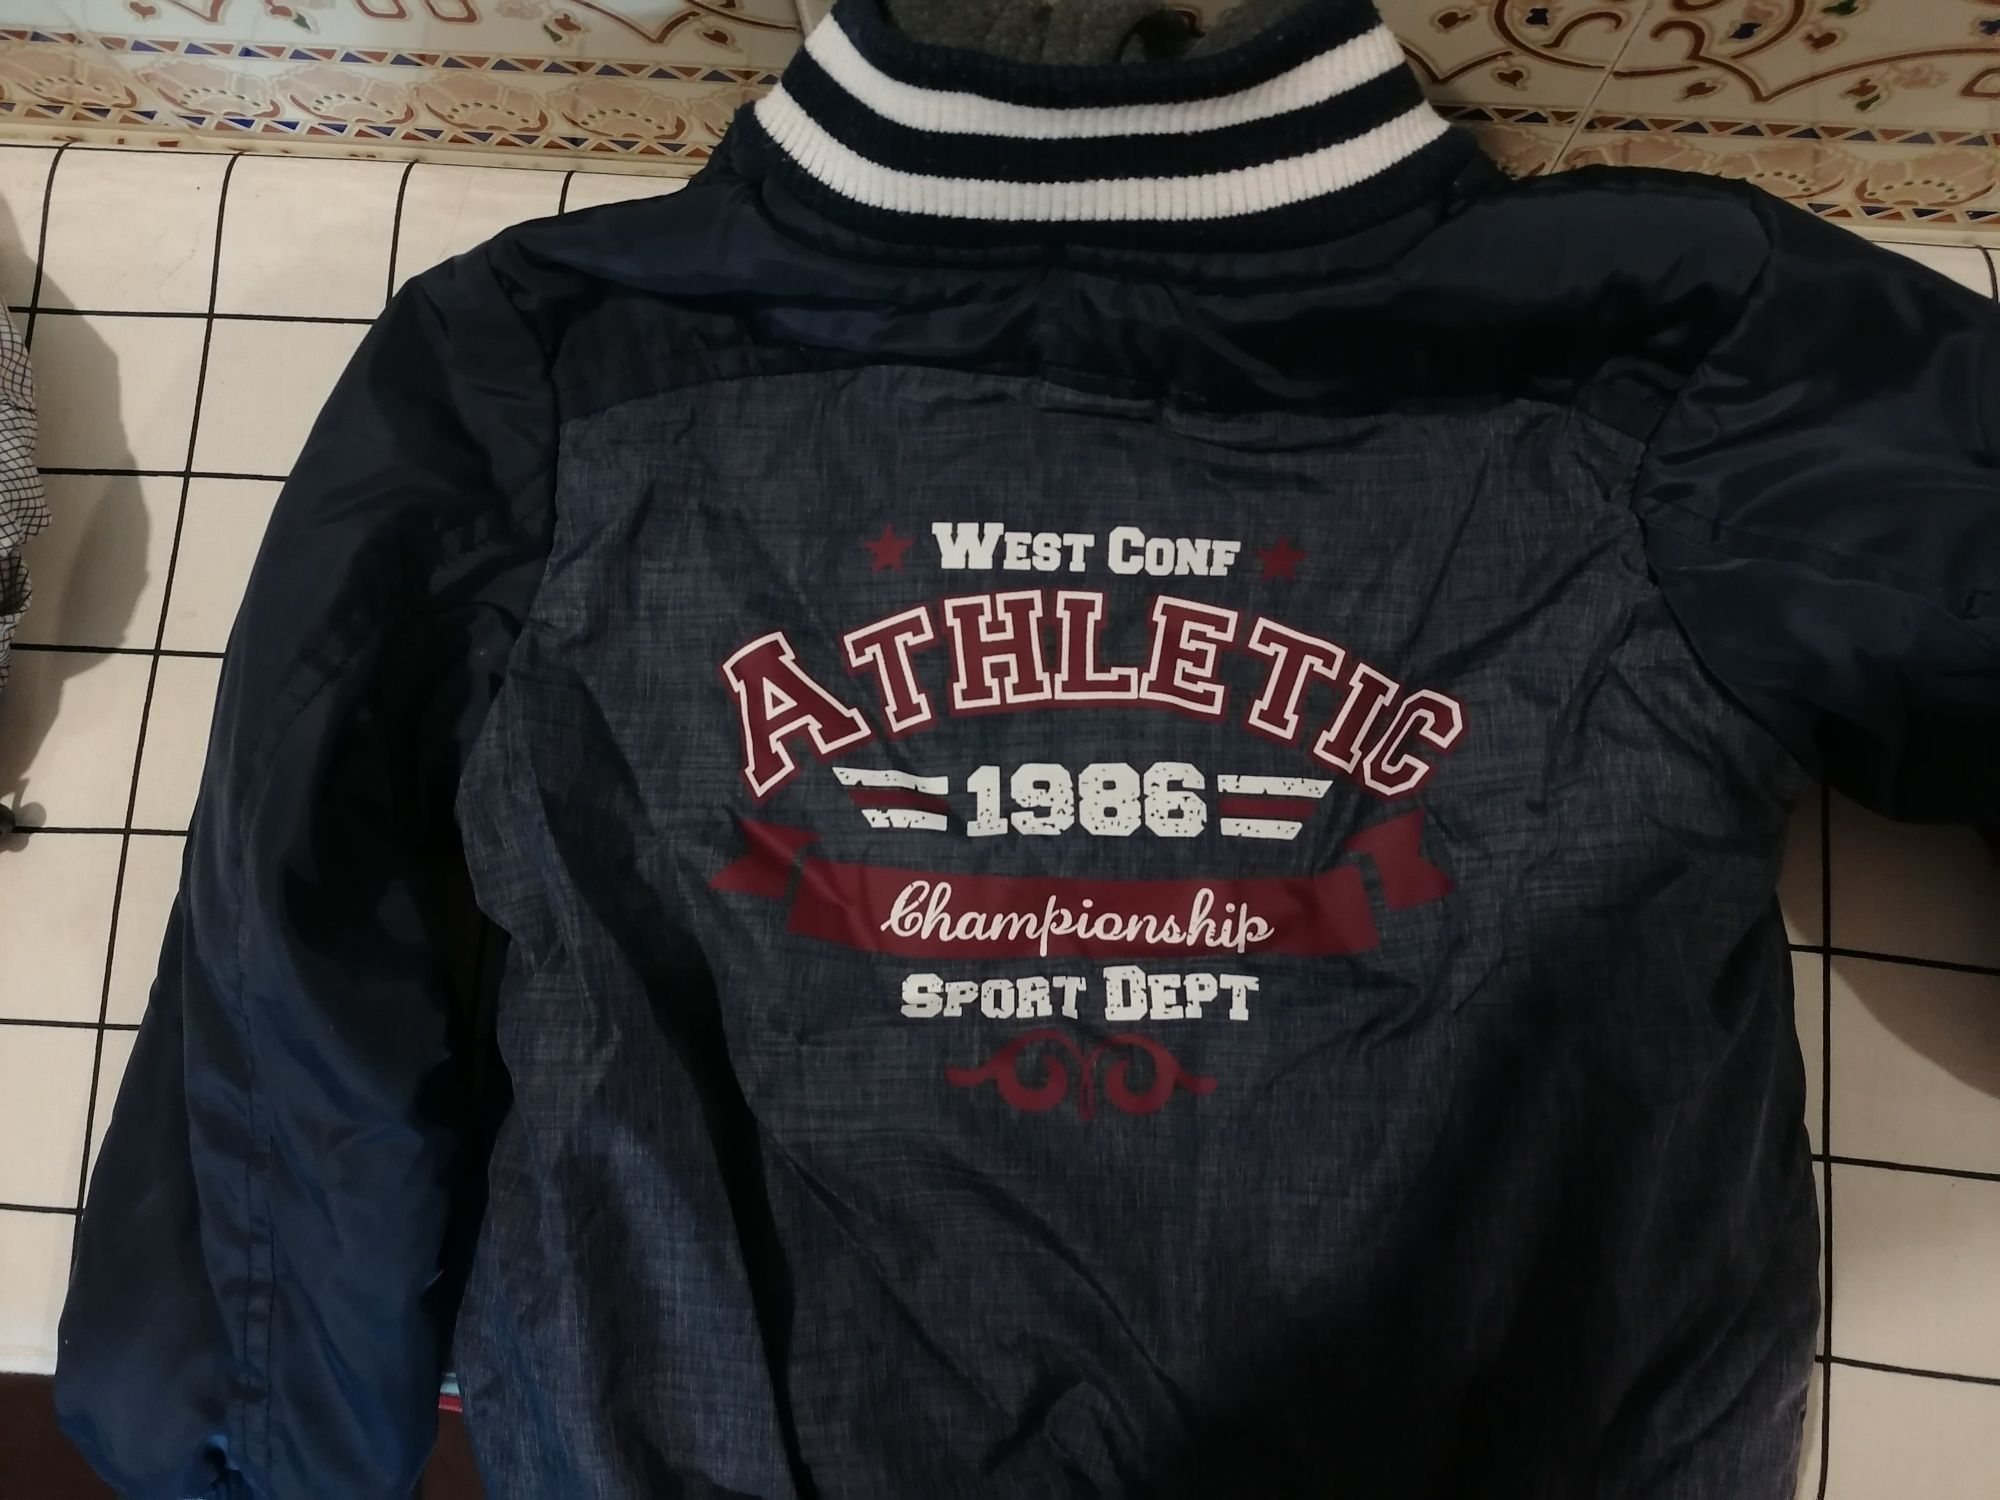 West Conf
ATHLETIC
1986
Championship
Sport Dept